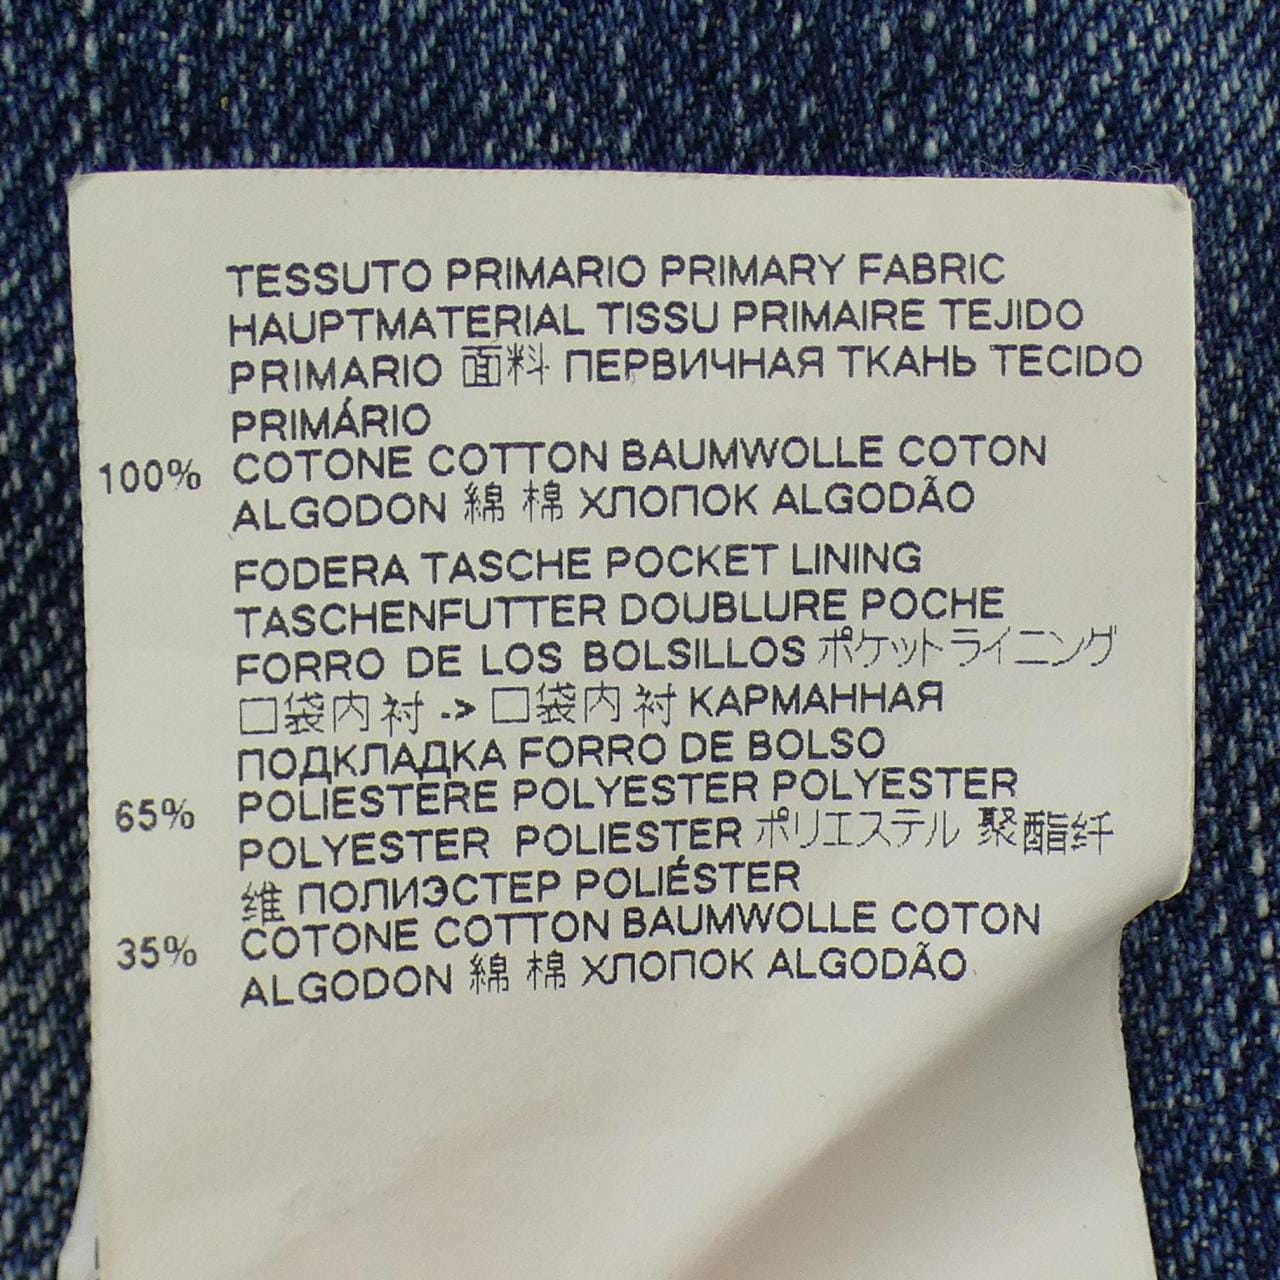 TESSUTO PRIMARIO PRIMARY FABRIC
HAUPTMATERIAL TISSU PRIMAIRE TEJIDO
PRIMARIO 面料 ПЕРВИЧНАЯ ТКАНЬ TECIDO
PRIMÁRIO
100% COTONE COTTON BAUMWOLLE COTON
ALGODON 綿 棉 ХЛОПОК ALGODÃO
FODERA TASCHE POCKET LINING
TASCHENFUTTER DOUBLURE POCHE
FORRO DE LOS BOLSILLOS ポケットライニング
口袋内衬 -> 口袋内衬 КАРМАННАЯ
ПОДКЛАДКА FORRO DE BOLSO
65% POLIESTERE POLYESTER POLYESTER
POLYESTER POLIESTER ポリエステル 聚酯纤
维 ПОЛИЭСТЕР POLIÉSTER
35% COTONE COTTON BAUMWOLLE COTON
ALGODON 綿 棉 ХЛОПОК ALGODÃO